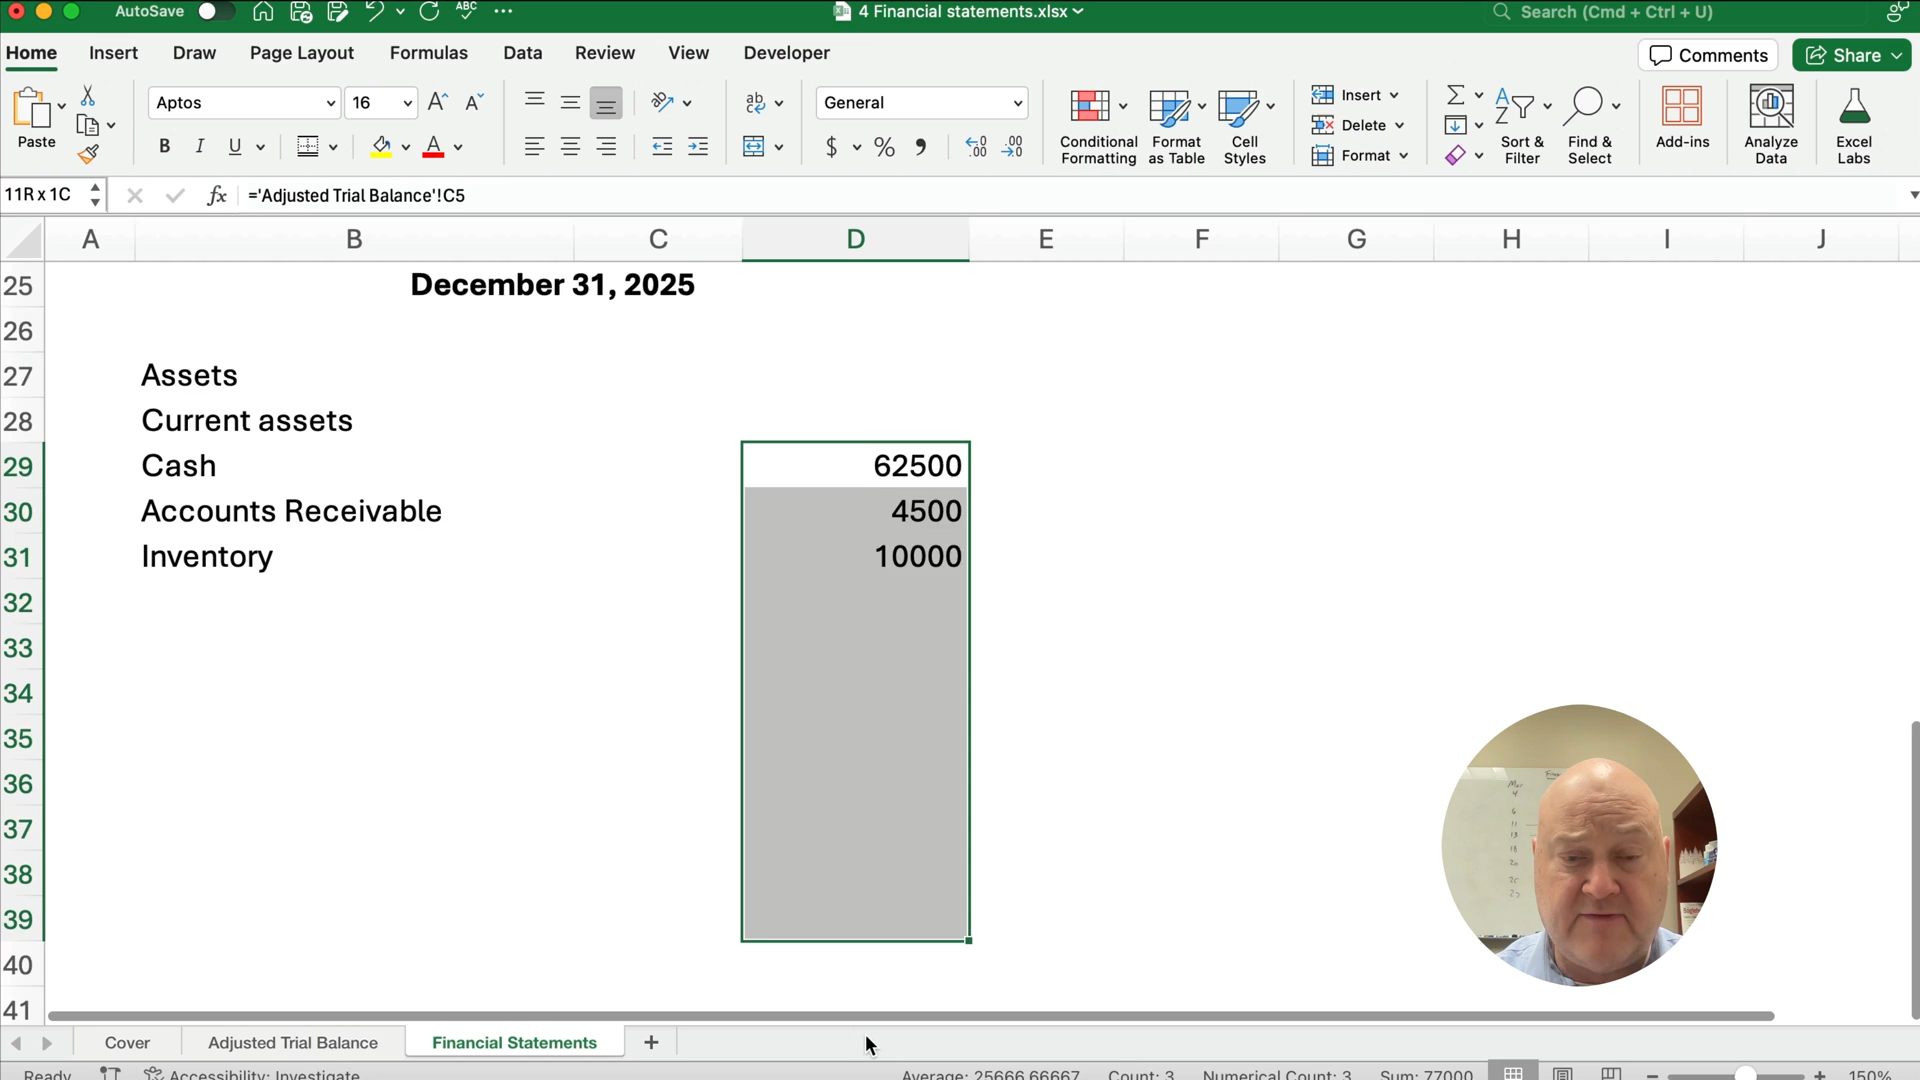 AutoSave
ABC
4 Financial statements.xlsx
Search (Cmd + Ctrl + U)
Home Insert Draw Page Layout Formulas Data Review View Developer
Comments
Share
Paste
Aptos
16
General
Conditional Formatting
Format as Table
Cell Styles
Insert
Delete
Format
Sort & Filter
Find & Select
Add-ins
Analyze Data
Excel Labs
11R x 1C
fx
='Adjusted Trial Balance'!C5
A B C D E F G H I J
25 December 31, 2025
26
27 Assets
28 Current assets
29 Cash 62500
30 Accounts Receivable 4500
31 Inventory 10000
32
33
34
35
36
37
38
39
40
41
Cover Adjusted Trial Balance Financial Statements +
Ready Accessibility: Investigate Average: 25666.66667 Count: 3 Numerical Count: 3 Sum: 77000 150%